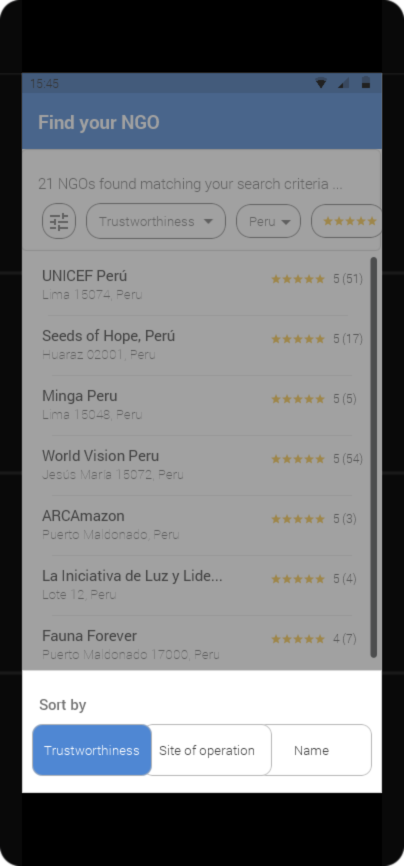 15:45
Find your NGO
21 NGOs found matching your search criteria ...
Trustworthiness Peru
UNICEF Perú 5 (51)
Lima 15074, Peru
Seeds of Hope, Perú 5 (17)
Huaraz 02001, Peru
Minga Peru 5 (5)
Lima 15048, Peru
World Vision Peru 5 (54)
Jesús María 15072, Peru
ARCAmazon 5 (3)
Puerto Maldonado, Peru
La Iniciativa de Luz y Lide... 5 (4)
Lote 12, Peru
Fauna Forever 4 (7)
Puerto Maldonado 17000, Peru
Sort by
Trustworthiness Site of operation Name